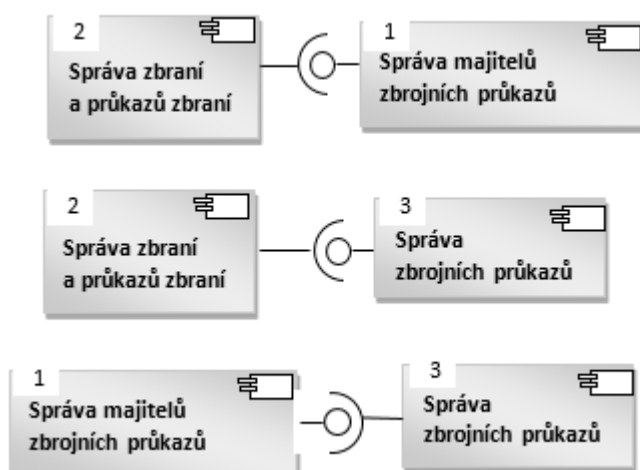 2
Správa zbraní
a průkazů zbraní
1
Správa majitelů
zbrojních průkazů
2
Správa zbraní
a průkazů zbraní
3
Správa
zbrojních průkazů
1
Správa majitelů
zbrojních průkazů
3
Správa
zbrojních průkazů